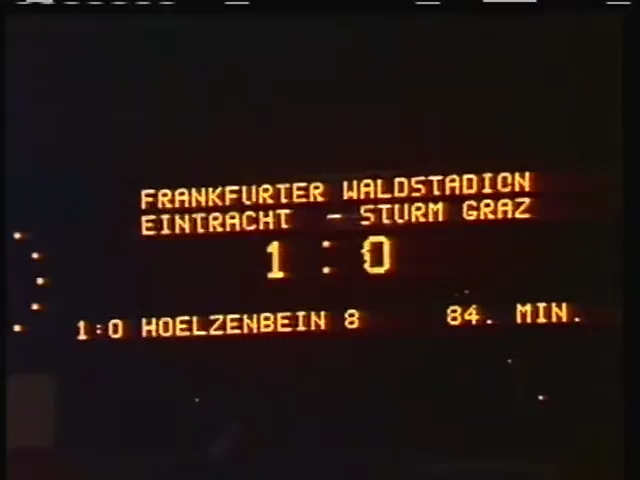 FRANKFURTER WALDSTADION
EINTRACHT - STURM GRAZ
1 : 0
1:0 HOELZENBEIN 8 84. MIN.